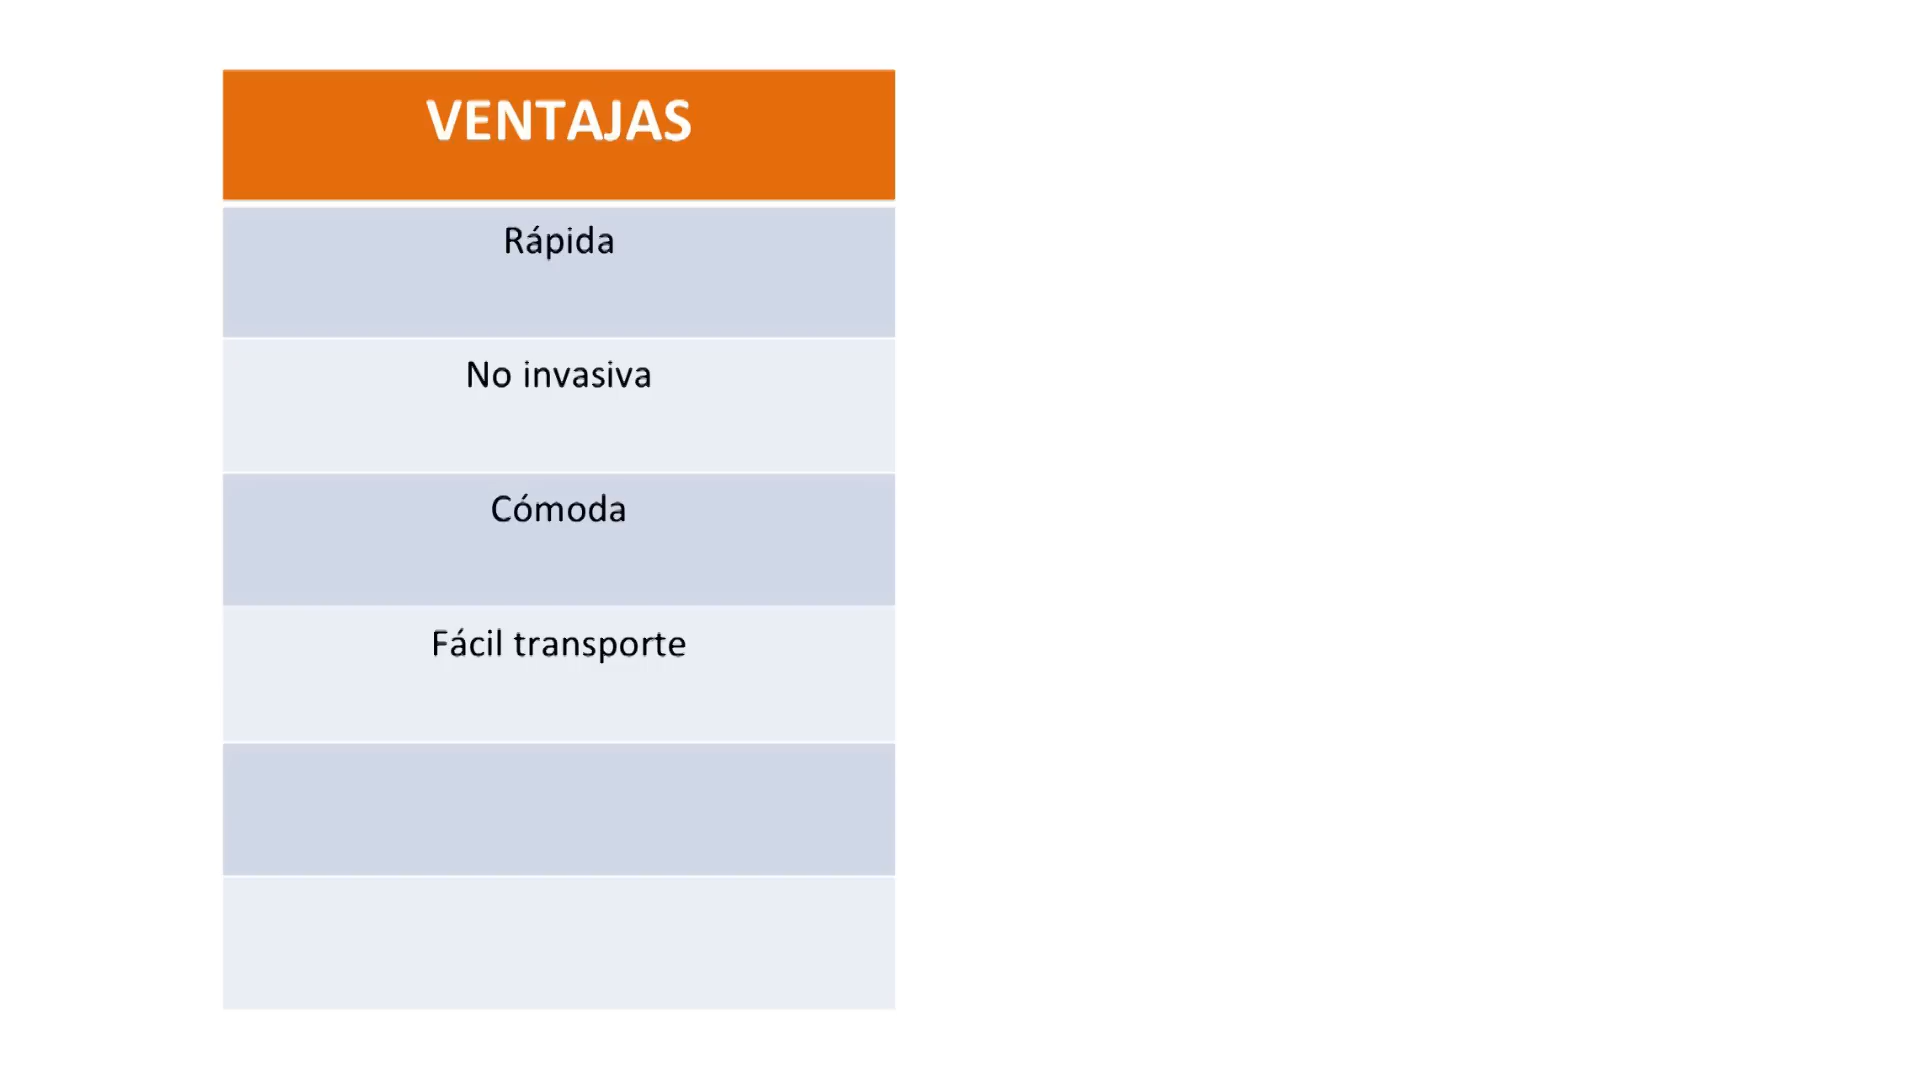 VENTAJAS
Rápida
No invasiva
Cómoda
Fácil transporte